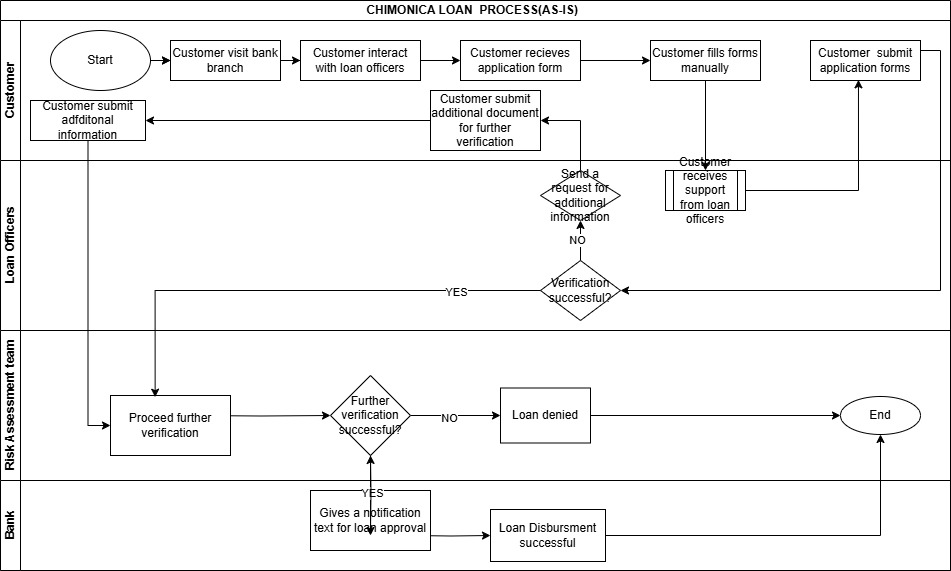 CHIMONICA LOAN  PROCESS(AS-IS)
Customer
Start
Customer visit bank
branch
Customer interact
with loan officers
Customer recieves
application form
Customer fills forms
manually
Customer  submit
application forms
Customer submit
adfditonal
information
Customer submit
additional document
for further
verification
Loan Officers
Send a
request for
additional
information
Customer
receives
support
from loan
officers
NO
Verification
successful?
YES
Risk Assessment team
Proceed further
verification
Further
verification
successful?
NO
Loan denied
End
Bank
YES
Gives a notification
text for loan approval
Loan Disbursment
successful